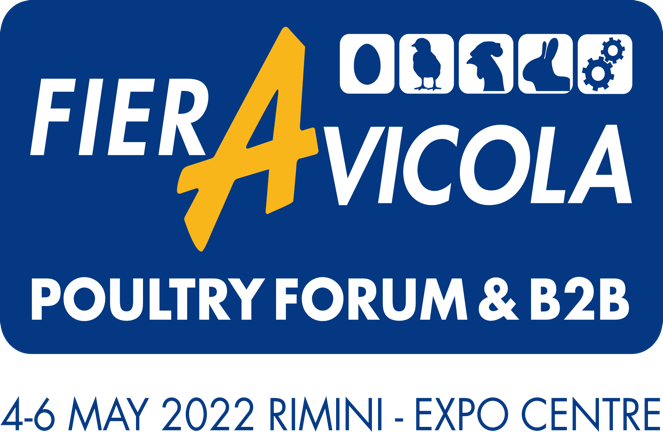 FIERAVICOLA
POULTRY FORUM & B2B
4-6 MAY 2022 RIMINI - EXPO CENTRE